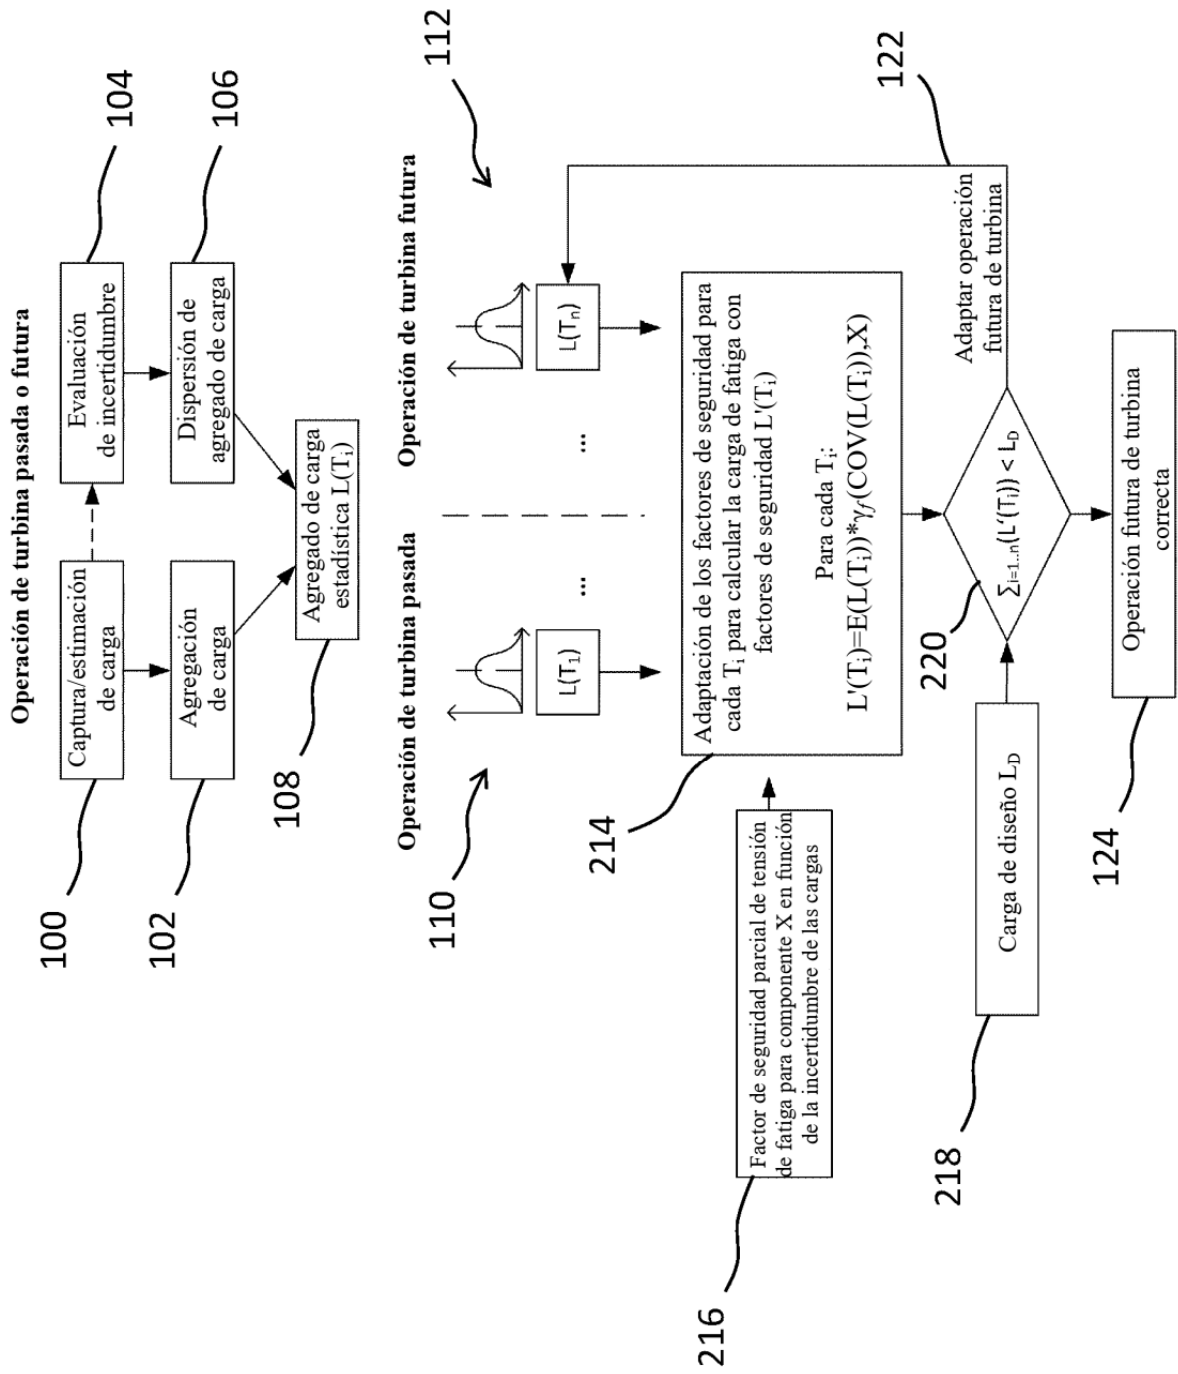 Operación de turbina pasada o futura
Captura/estimación
de carga
Evaluación
de incertidumbre
104
100
Agregación
de carga
Dispersión de
agregado de carga
106
102
Agregado de carga
estadística L(Tᵢ)
108
Operación de turbina pasada
Operación de turbina futura
110
112
L(T₁)
...
...
L(Tₙ)
Adaptación de los factores de seguridad para
cada Tᵢ para calcular la carga de fatiga con
factores de seguridad L'(Tᵢ)
Para cada Tᵢ:
L'(Tᵢ)=E(L(Tᵢ))*γf(COV(L(Tᵢ)),X)
214
Factor de seguridad parcial de tensión
de fatiga para componente X en función
de la incertidumbre de las cargas
216
122
Adaptar operación
futura de turbina
220
∑i=1..n(L'(Tᵢ)) < LD
Carga de diseño LD
218
Operación futura de turbina
correcta
124